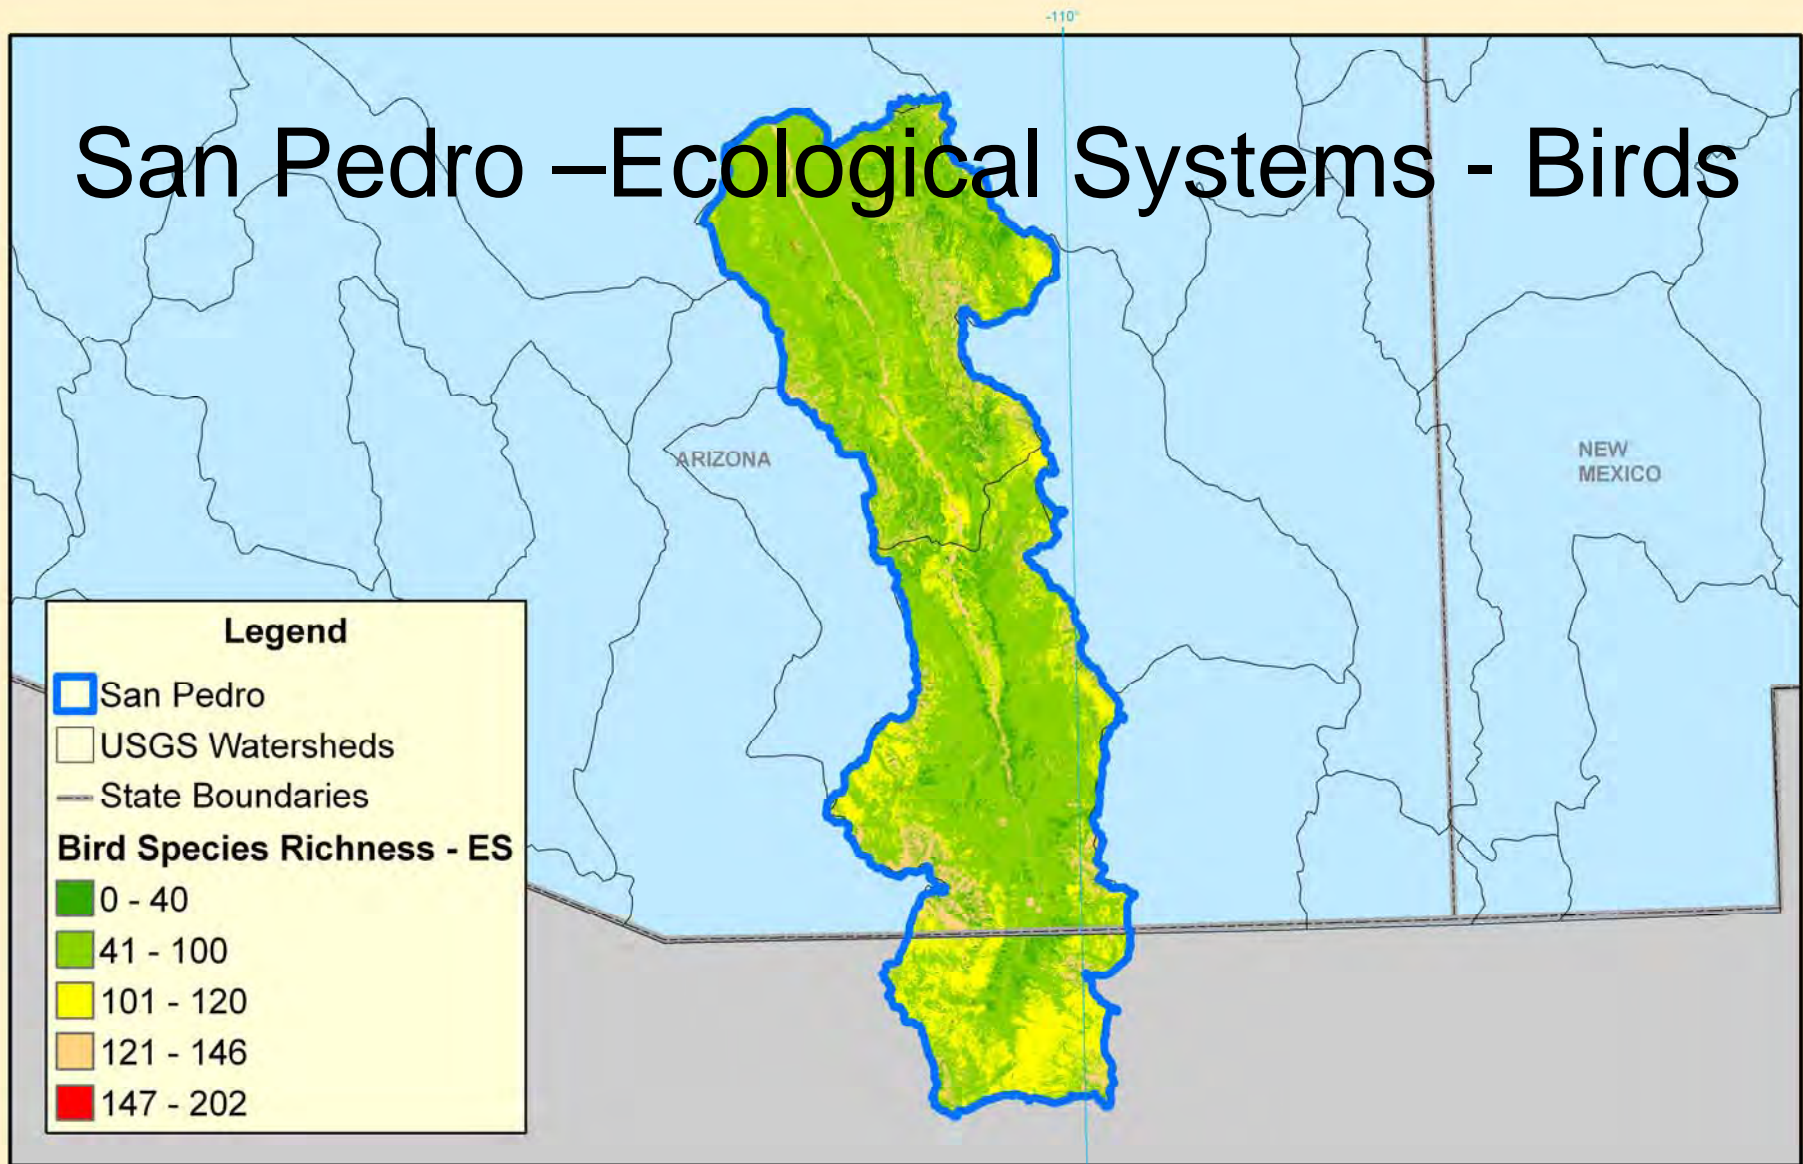 -110°
San Pedro –Ecological Systems - Birds
ARIZONA
NEW
MEXICO
Legend
San Pedro
USGS Watersheds
State Boundaries
Bird Species Richness - ES
0 - 40
41 - 100
101 - 120
121 - 146
147 - 202